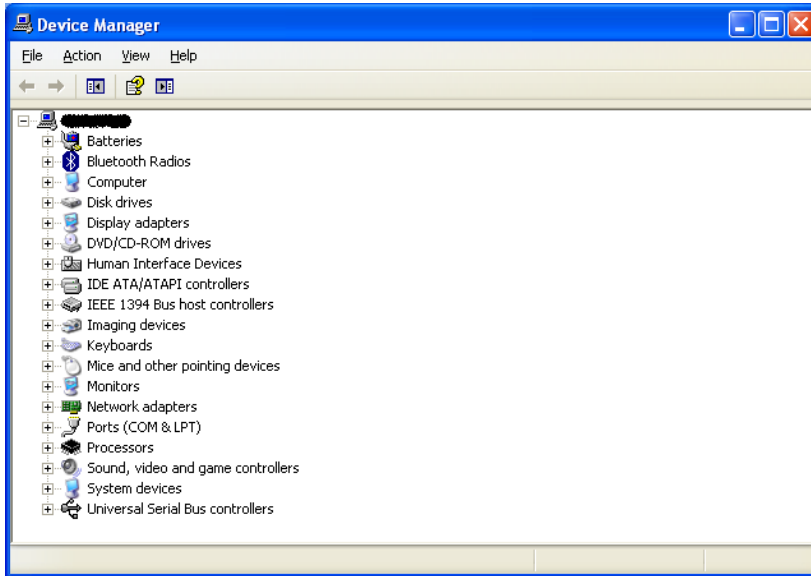 Device Manager
File Action View Help
Batteries
Bluetooth Radios
Computer
Disk drives
Display adapters
DVD/CD-ROM drives
Human Interface Devices
IDE ATA/ATAPI controllers
IEEE 1394 Bus host controllers
Imaging devices
Keyboards
Mice and other pointing devices
Monitors
Network adapters
Ports (COM & LPT)
Processors
Sound, video and game controllers
System devices
Universal Serial Bus controllers